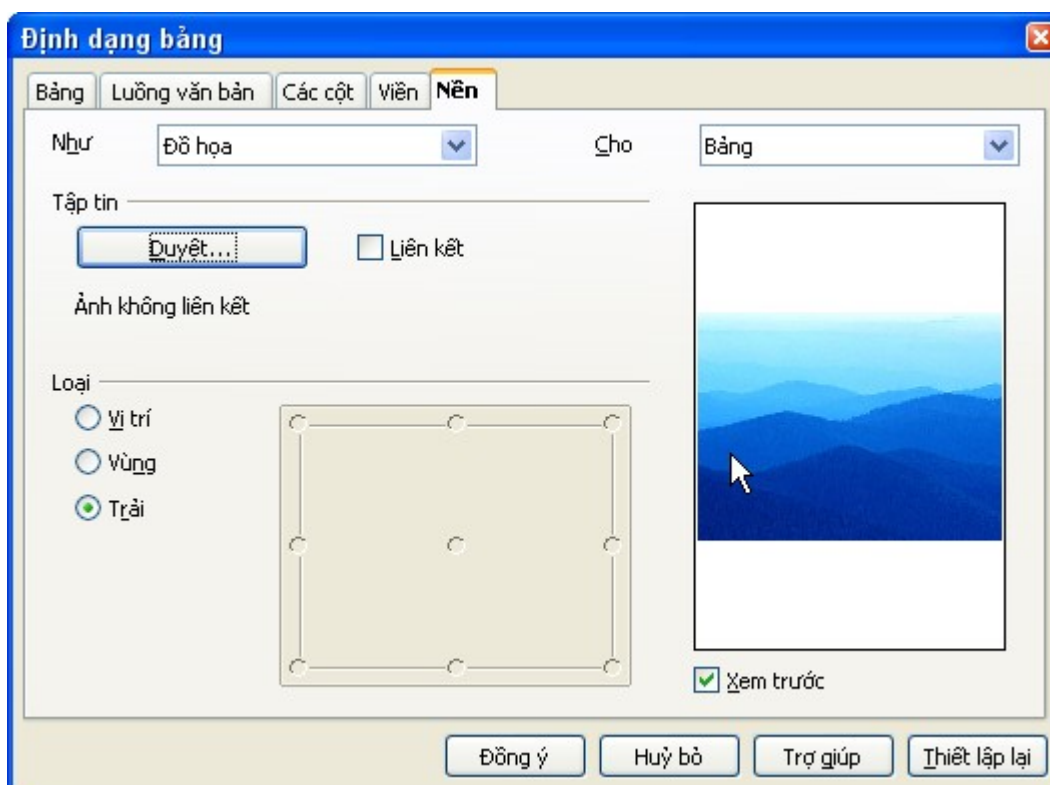 Định dạng bảng
Bảng Luồng văn bản Các cột Viền Nền
Như Đồ họa Cho Bảng
Tập tin
Duyệt... Liên kết
Ảnh không liên kết
Loại
Vị trí
Vùng
Trải
Xem trước
Đồng ý Huỷ bỏ Trợ giúp Thiết lập lại